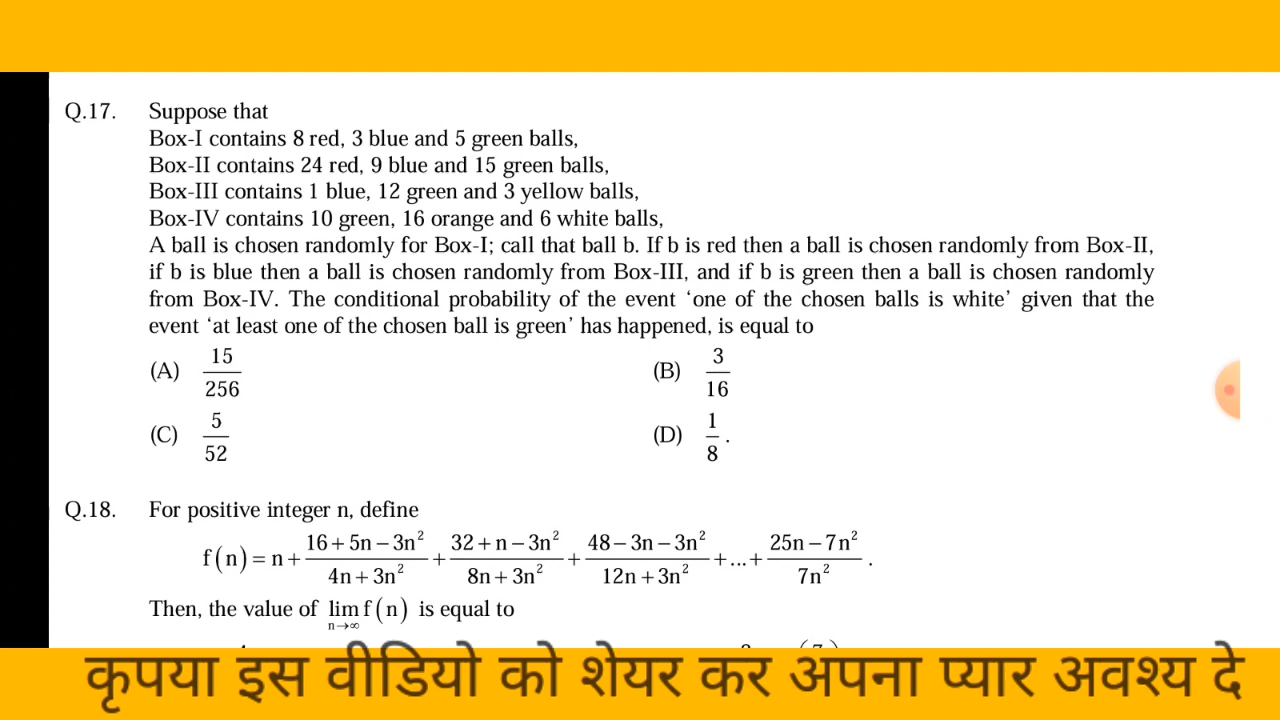 Q.17. Suppose that
Box-I contains 8 red, 3 blue and 5 green balls,
Box-II contains 24 red, 9 blue and 15 green balls,
Box-III contains 1 blue, 12 green and 3 yellow balls,
Box-IV contains 10 green, 16 orange and 6 white balls,
A ball is chosen randomly for Box-I; call that ball b. If b is red then a ball is chosen randomly from Box-II,
if b is blue then a ball is chosen randomly from Box-III, and if b is green then a ball is chosen randomly
from Box-IV. The conditional probability of the event ‘one of the chosen balls is white’ given that the
event ‘at least one of the chosen ball is green’ has happened, is equal to
(A) 15/256 (B) 3/16
(C) 5/52 (D) 1/8 .
Q.18. For positive integer n, define
f(n) = n + (16 + 5n − 3n²)/(4n + 3n²) + (32 + n − 3n²)/(8n + 3n²) + (48 − 3n − 3n²)/(12n + 3n²) + ... + (25n − 7n²)/(7n²) .
Then, the value of lim n→∞ f(n) is equal to
कृपया इस वीडियो को शेयर कर अपना प्यार अवश्य दे